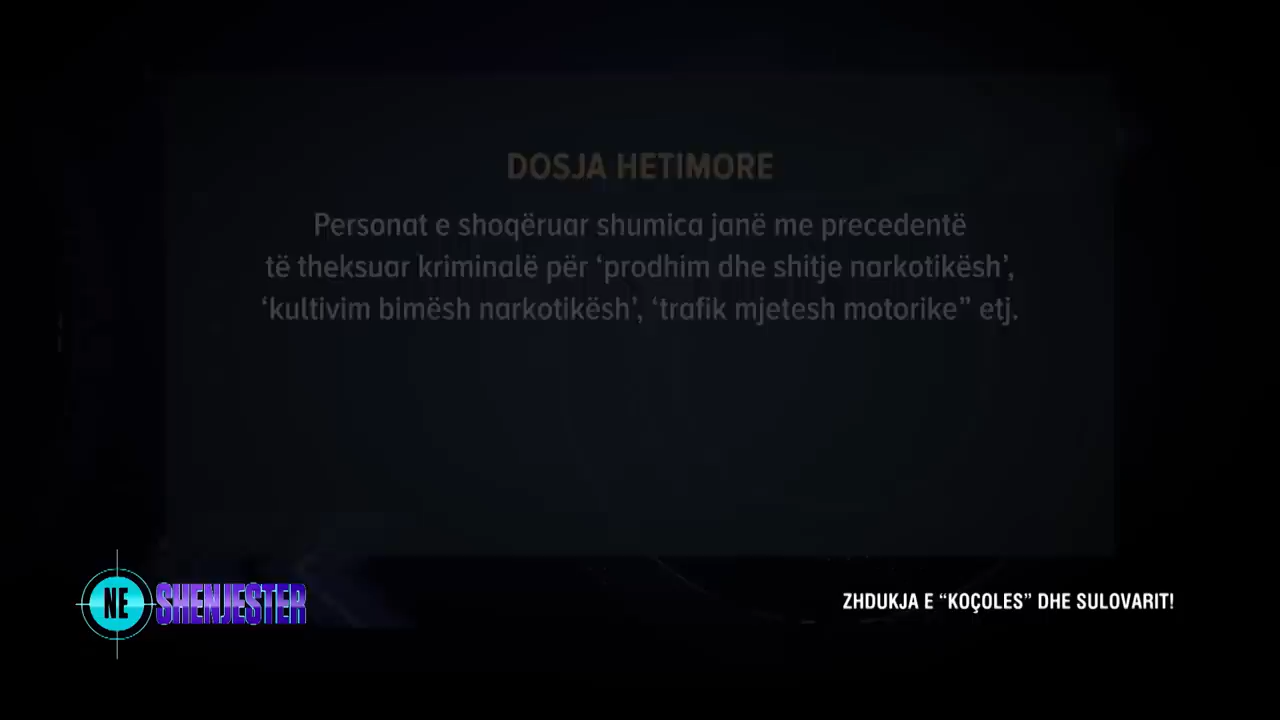 DOSJA HETIMORE
Personat e shoqëruar shumica janë me precedentë
të theksuar kriminalë për ‘prodhim dhe shitje narkotikësh’,
‘kultivim bimësh narkotikësh’, ‘trafik mjetesh motorike” etj.
NE SHENJESTER
ZHDUKJA E “KOÇOLES” DHE SULOVARIT!